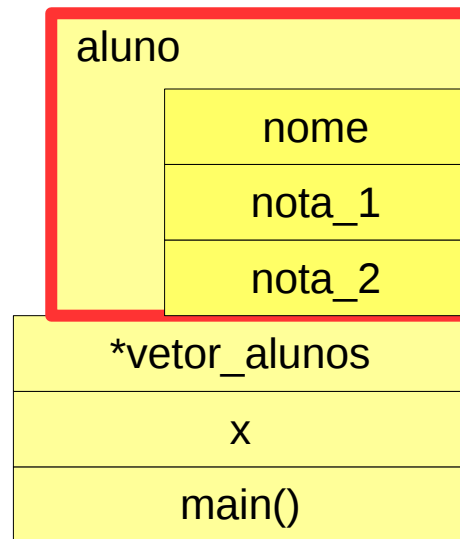 aluno
nome
nota_1
nota_2
*vetor_alunos
x
main()